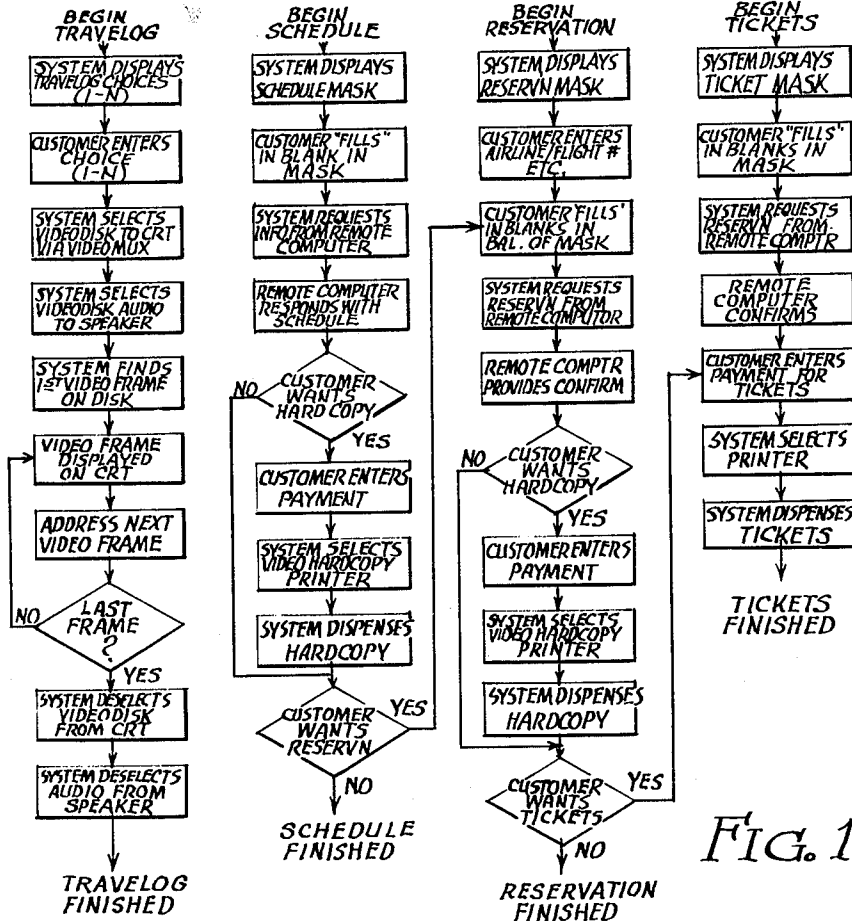 BEGIN
TRAVELOG
SYSTEM DISPLAYS
TRAVELOG CHOICES
(1-N)
CUSTOMER ENTERS
CHOICE
(1-N)
SYSTEM SELECTS
VIDEODISK TO CRT
VIA VIDEO MUX
SYSTEM SELECTS
VIDEODISK AUDIO
TO SPEAKER
SYSTEM FINDS
1ST VIDEO FRAME
ON DISK
VIDEO FRAME
DISPLAYED
ON CRT
ADDRESS NEXT
VIDEO FRAME
NO
LAST
FRAME
?
YES
SYSTEM DESELECTS
VIDEODISK
FROM CRT
SYSTEM DESELECTS
AUDIO FROM
SPEAKER
TRAVELOG
FINISHED
BEGIN
SCHEDULE
SYSTEM DISPLAYS
SCHEDULE MASK
CUSTOMER "FILLS"
IN BLANK IN
MASK
SYSTEM REQUESTS
INFO FROM REMOTE
COMPUTER
REMOTE COMPUTER
RESPONDS WITH
SCHEDULE
NO
CUSTOMER
WANTS
HARD COPY
YES
CUSTOMER ENTERS
PAYMENT
SYSTEM SELECTS
VIDEO HARDCOPY
PRINTER
SYSTEM DISPENSES
HARDCOPY
YES
CUSTOMER
WANTS
RESERVN
NO
SCHEDULE
FINISHED
BEGIN
RESERVATION
SYSTEM DISPLAYS
RESERVN MASK
CUSTOMER ENTERS
AIRLINE/FLIGHT #
ETC.
CUSTOMER 'FILLS'
IN BLANKS IN
BAL. OF MASK
SYSTEM REQUESTS
RESERVN FROM
REMOTE COMPUTOR
REMOTE COMPTR
PROVIDES CONFIRM
NO
CUSTOMER
WANTS
HARDCOPY
YES
CUSTOMER ENTERS
PAYMENT
SYSTEM SELECTS
VIDEO HARDCOPY
PRINTER
SYSTEM DISPENSES
HARDCOPY
YES
CUSTOMER
WANTS
TICKETS
NO
RESERVATION
FINISHED
BEGIN
TICKETS
SYSTEM DISPLAYS
TICKET MASK
CUSTOMER "FILLS"
IN BLANKS IN
MASK
SYSTEM REQUESTS
RESERVN FROM
REMOTE COMPTR
REMOTE
COMPUTER
CONFIRMS
CUSTOMER ENTERS
PAYMENT FOR
TICKETS
SYSTEM SELECTS
PRINTER
SYSTEM DISPENSES
TICKETS
TICKETS
FINISHED
FIG. 1